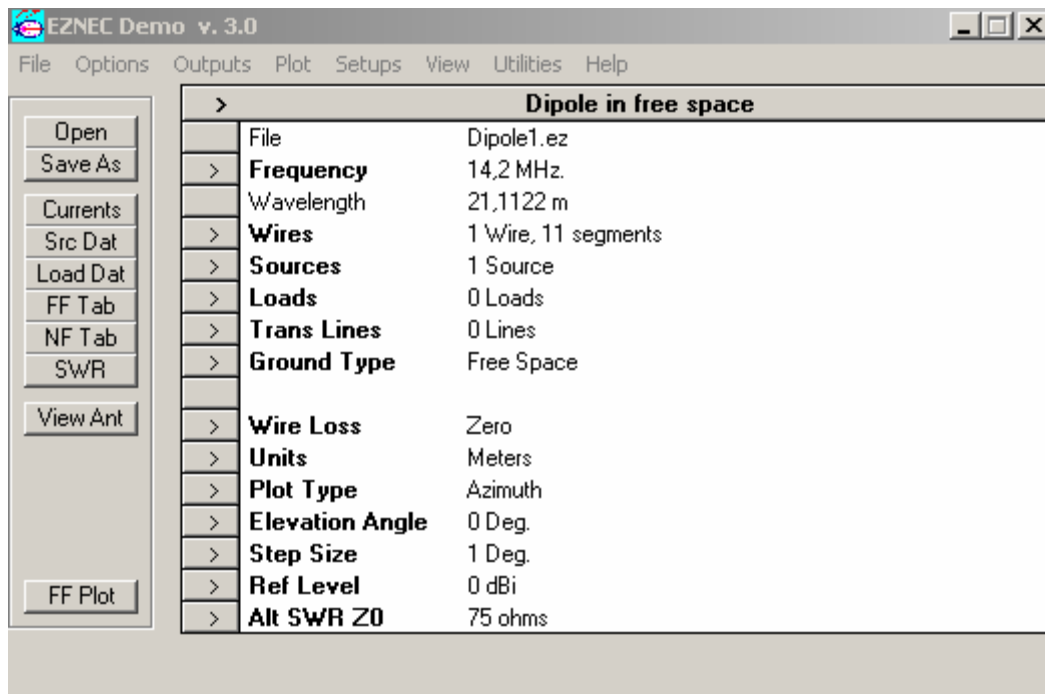 EZNEC Demo v. 3.0
File Options Outputs Plot Setups View Utilities Help
> Dipole in free space
Open
Save As
Currents
Src Dat
Load Dat
FF Tab
NF Tab
SWR
View Ant
FF Plot
File Dipole1.ez
> Frequency 14,2 MHz.
Wavelength 21,1122 m
> Wires 1 Wire, 11 segments
> Sources 1 Source
> Loads 0 Loads
> Trans Lines 0 Lines
> Ground Type Free Space
> Wire Loss Zero
> Units Meters
> Plot Type Azimuth
> Elevation Angle 0 Deg.
> Step Size 1 Deg.
> Ref Level 0 dBi
> Alt SWR Z0 75 ohms